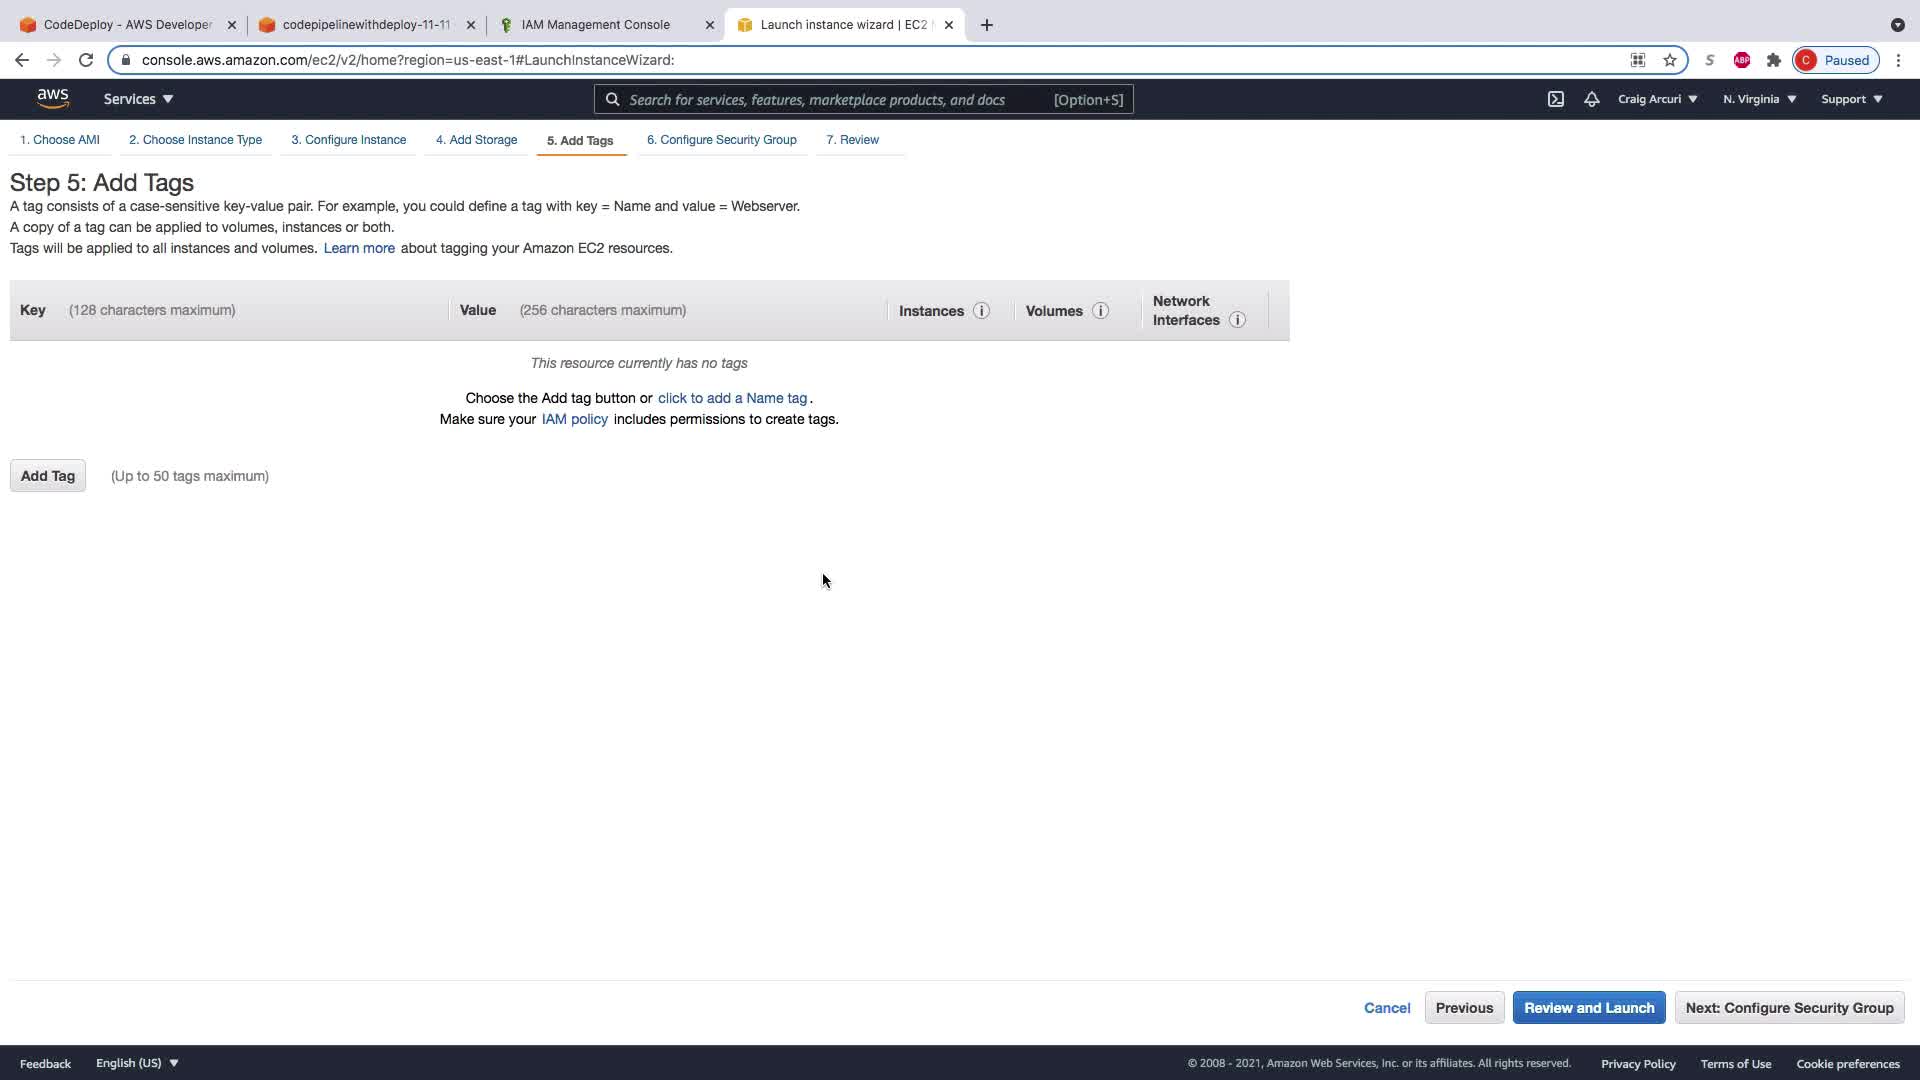 CodeDeploy - AWS Developer
codepipelinewithdeploy-11-11
IAM Management Console
Launch instance wizard | EC2
console.aws.amazon.com/ec2/v2/home?region=us-east-1#LaunchInstanceWizard:
S
ABP
C Paused
aws
Services
Search for services, features, marketplace products, and docs [Option+S]
Craig Arcuri
N. Virginia
Support
1. Choose AMI
2. Choose Instance Type
3. Configure Instance
4. Add Storage
5. Add Tags
6. Configure Security Group
7. Review
Step 5: Add Tags
A tag consists of a case-sensitive key-value pair. For example, you could define a tag with key = Name and value = Webserver.
A copy of a tag can be applied to volumes, instances or both.
Tags will be applied to all instances and volumes. Learn more about tagging your Amazon EC2 resources.
Key (128 characters maximum)
Value (256 characters maximum)
Instances i
Volumes i
Network
Interfaces i
This resource currently has no tags
Choose the Add tag button or click to add a Name tag.
Make sure your IAM policy includes permissions to create tags.
Add Tag (Up to 50 tags maximum)
Cancel
Previous
Review and Launch
Next: Configure Security Group
Feedback
English (US)
© 2008 - 2021, Amazon Web Services, Inc. or its affiliates. All rights reserved.
Privacy Policy
Terms of Use
Cookie preferences